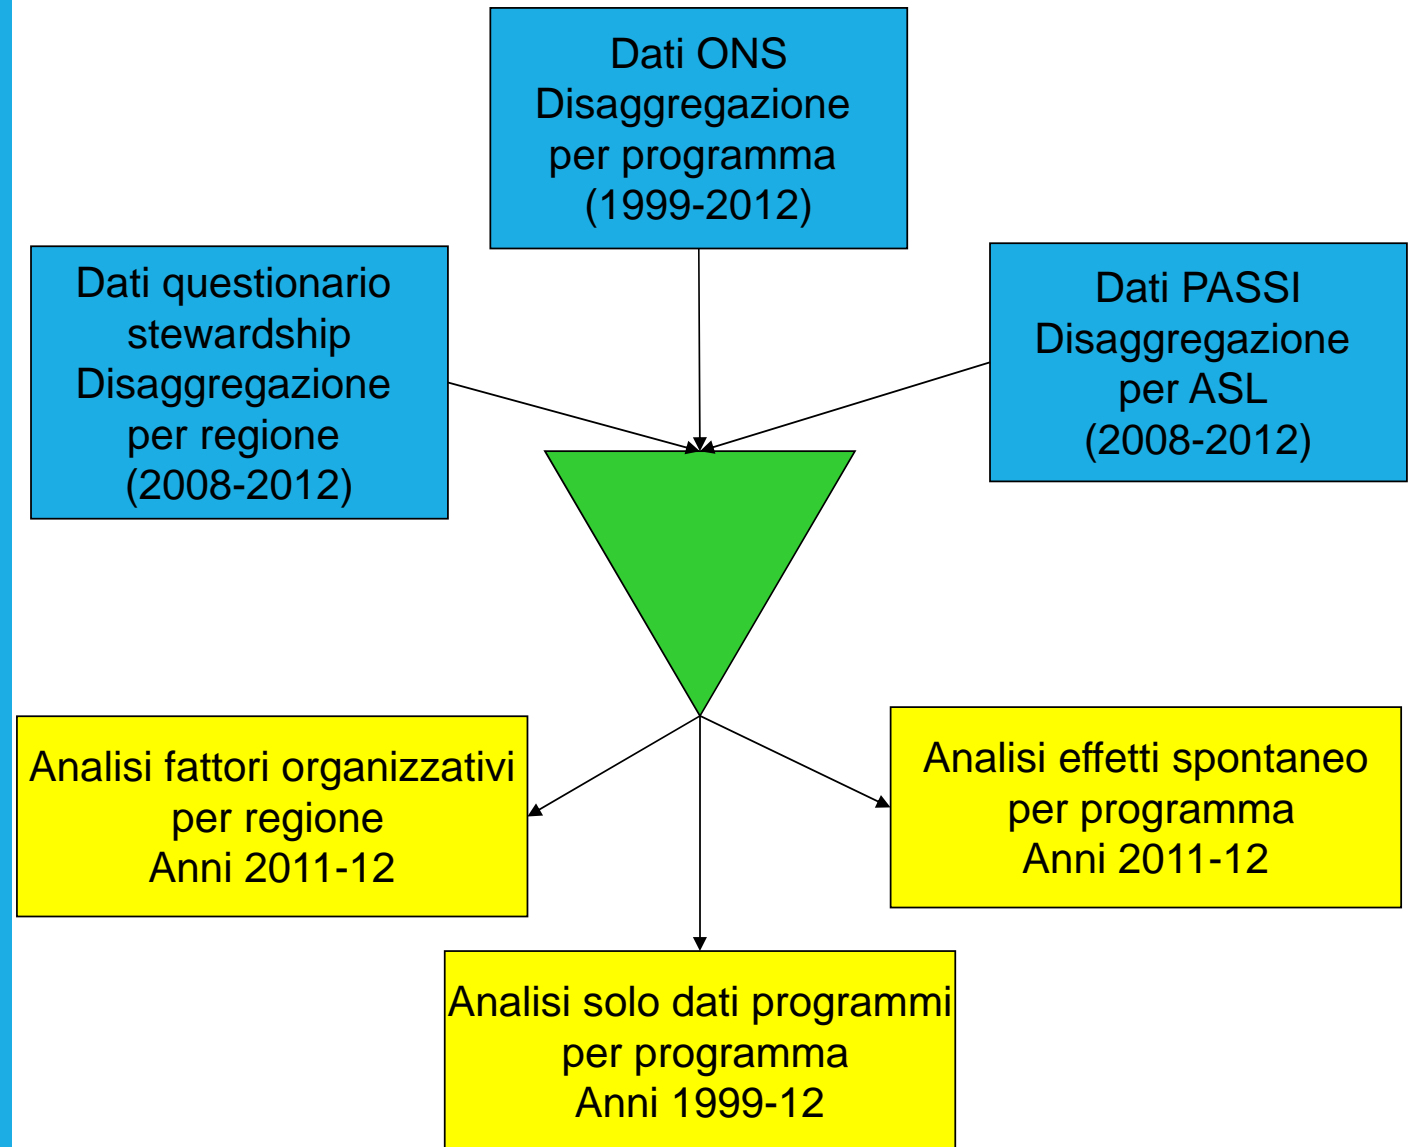 Dati ONS
Disaggregazione
per programma
(1999-2012)
Dati questionario
stewardship
Disaggregazione
per regione
(2008-2012)
Dati PASSI
Disaggregazione
per ASL
(2008-2012)
Analisi fattori organizzativi
per regione
Anni 2011-12
Analisi effetti spontaneo
per programma
Anni 2011-12
Analisi solo dati programmi
per programma
Anni 1999-12